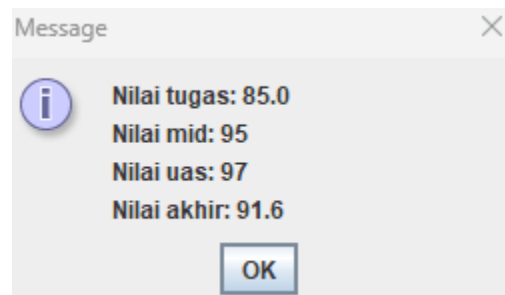 Message
Nilai tugas: 85.0
Nilai mid: 95
Nilai uas: 97
Nilai akhir: 91.6
OK